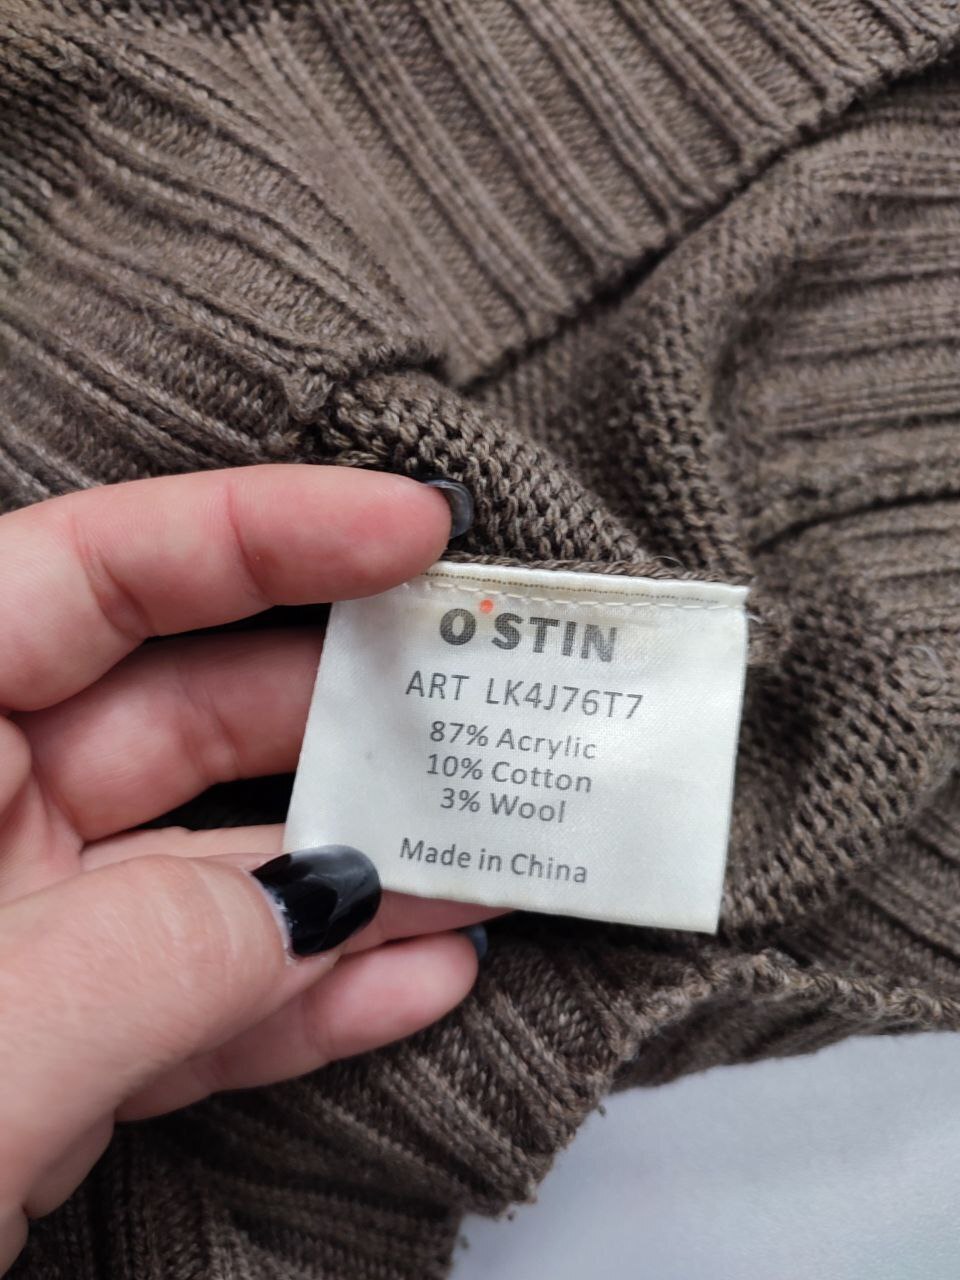 O'STIN
ART LK4J76T7
87% Acrylic
10% Cotton
3% Wool
Made in China